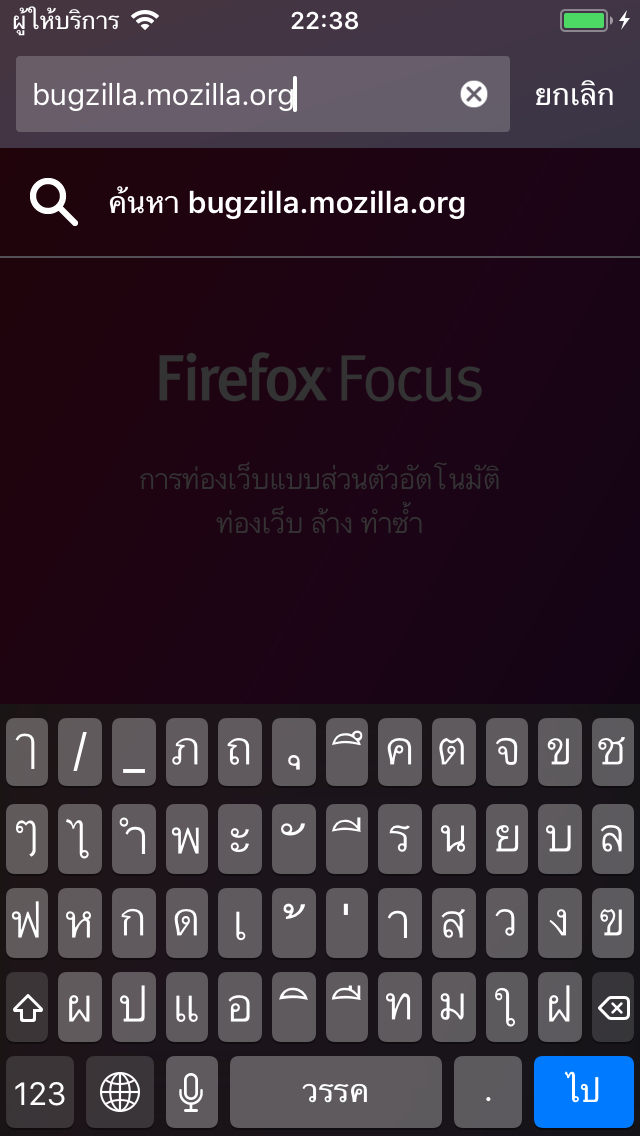 ผู้ให้บริการ 22:38
bugzilla.mozilla.org ยกเลิก
ค้นหา bugzilla.mozilla.org
Firefox Focus
การท่องเว็บแบบส่วนตัวอัตโนมัติ
ท่องเว็บ ล้าง ทำซ้ำ
ๅ / _ ภ ถ ุ ึ ค ต จ ข ช
ๆ ไ ำ พ ะ ั ี ร น ย บ ล
ฟ ห ก ด เ ้ ่ า ส ว ง ฃ
ผ ป แ อ ิ ื ท ม ใ ฝ
123 วรรค . ไป